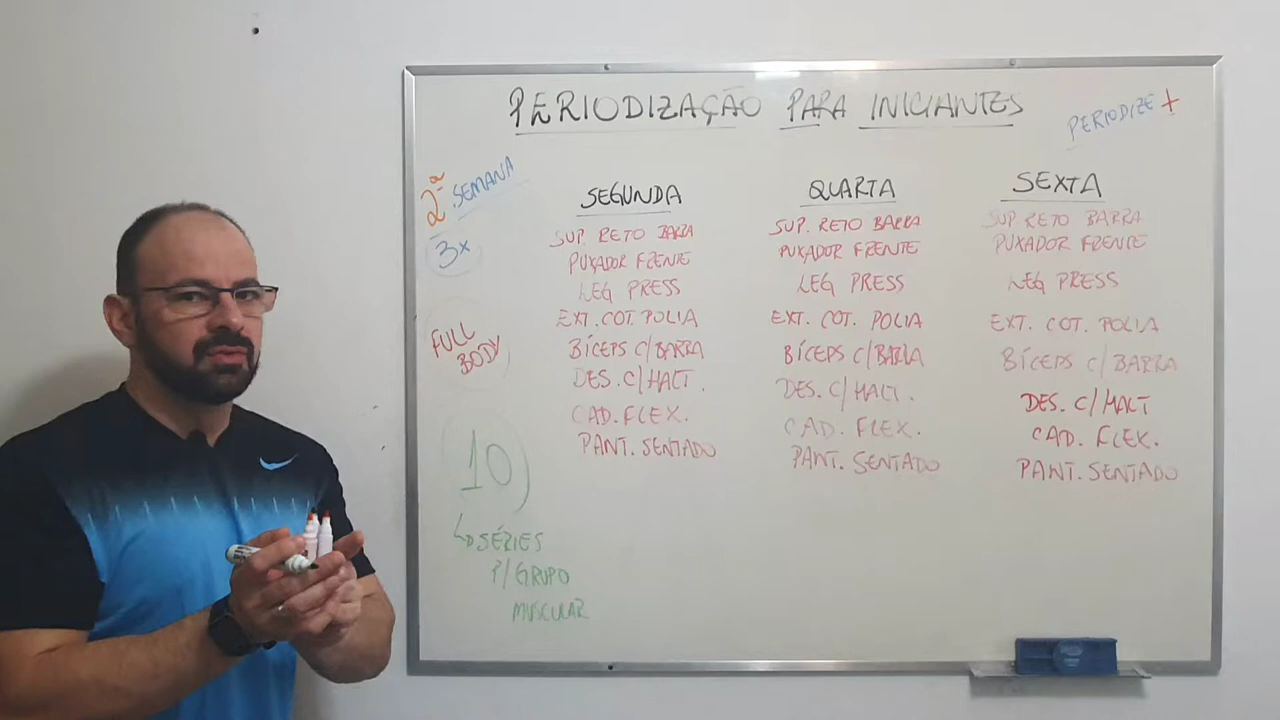 PERIODIZAÇÃO PARA INICIANTES
PERIODIZE +
2ª SEMANA
3x
FULL
BODY
10
SÉRIES
P/ GRUPO
MUSCULAR
SEGUNDA
SUP. RETO BARRA
PUXADOR FRENTE
LEG PRESS
EXT. COT. POLIA
BÍCEPS C/ BARRA
DES. C/ HALT.
CAD. FLEX.
PANT. SENTADO
QUARTA
SUP. RETO BARRA
PUXADOR FRENTE
LEG PRESS
EXT. COT. POLIA
BÍCEPS C/ BARRA
DES. C/ HALT.
CAD. FLEX.
PANT. SENTADO
SEXTA
SUP. RETO BARRA
PUXADOR FRENTE
LEG PRESS
EXT. COT. POLIA
BÍCEPS C/ BARRA
DES. C/ HALT
CAD. FLEX.
PANT. SENTADO